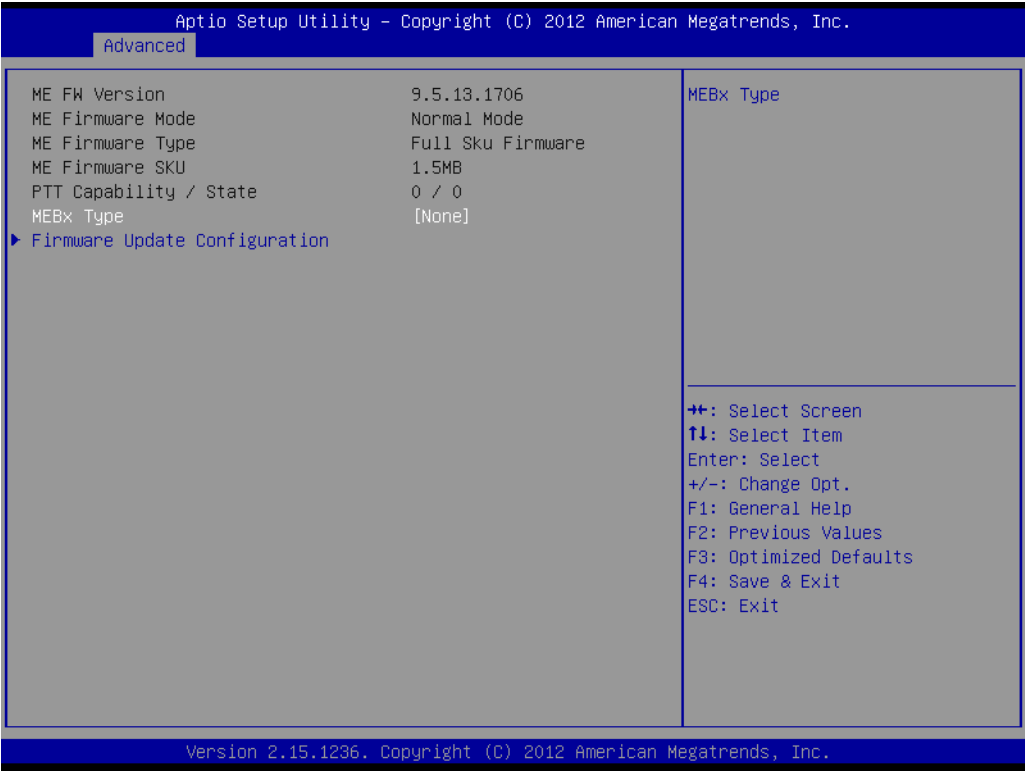 Aptio Setup Utility – Copyright (C) 2012 American Megatrends, Inc.
Advanced
ME FW Version 9.5.13.1706
ME Firmware Mode Normal Mode
ME Firmware Type Full Sku Firmware
ME Firmware SKU 1.5MB
PTT Capability / State 0 / 0
MEBx Type [None]
Firmware Update Configuration
MEBx Type
→←: Select Screen
↑↓: Select Item
Enter: Select
+/-: Change Opt.
F1: General Help
F2: Previous Values
F3: Optimized Defaults
F4: Save & Exit
ESC: Exit
Version 2.15.1236. Copyright (C) 2012 American Megatrends, Inc.